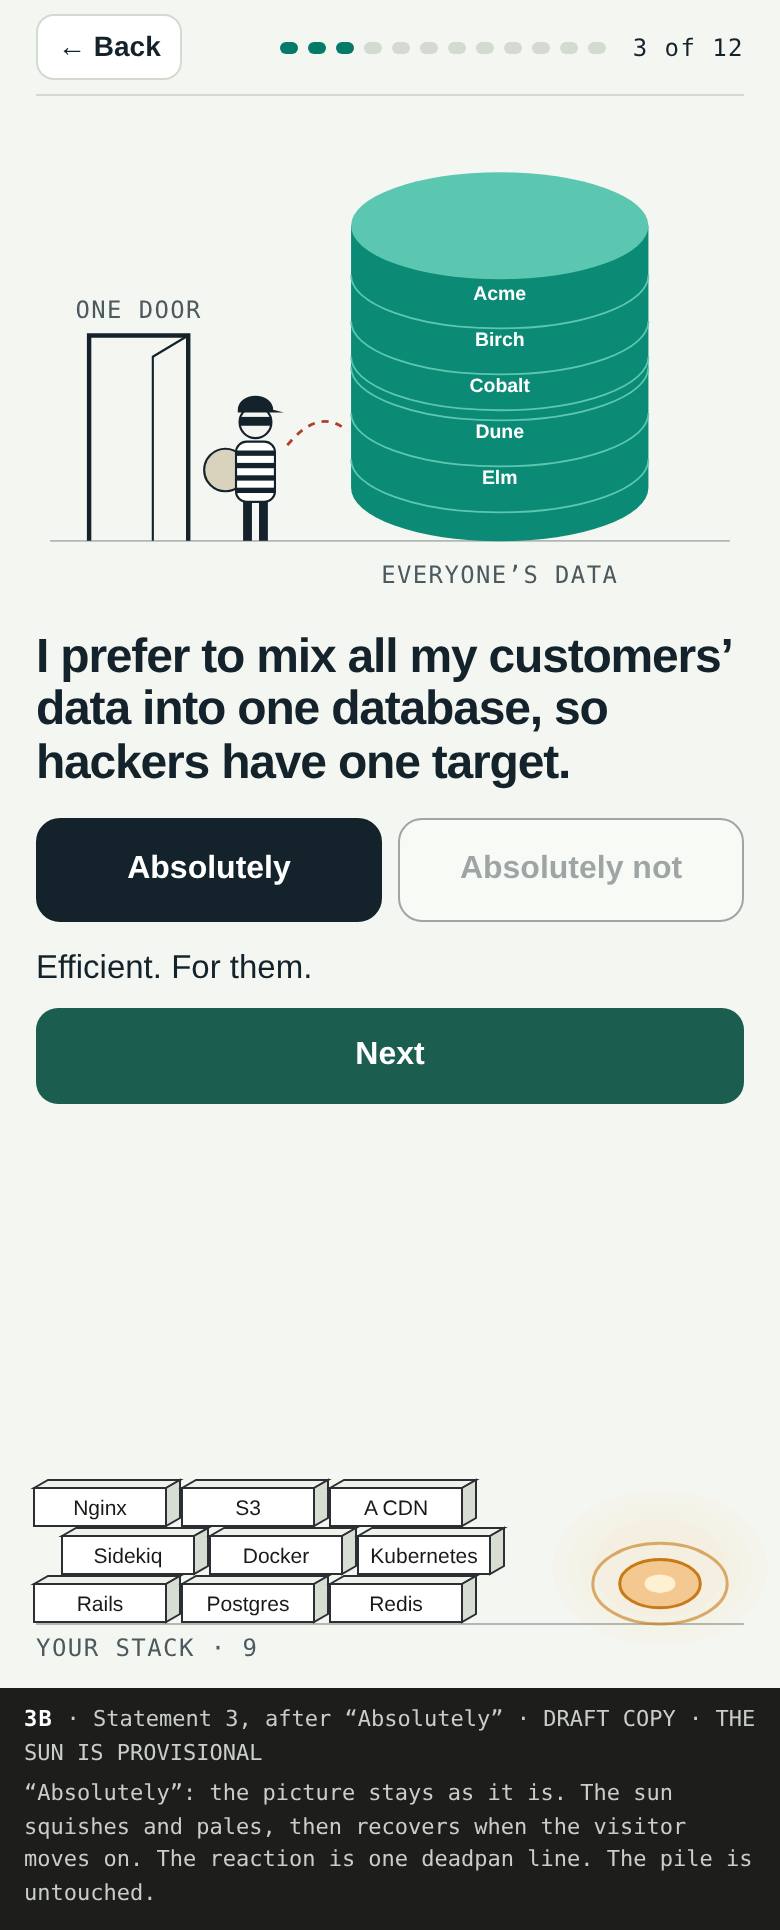 ← Back
3 of 12
ONE DOOR
Acme
Birch
Cobalt
Dune
Elm
EVERYONE’S DATA
I prefer to mix all my customers’
data into one database, so
hackers have one target.
Absolutely
Absolutely not
Efficient. For them.
Next
Nginx
S3
A CDN
Sidekiq
Docker
Kubernetes
Rails
Postgres
Redis
YOUR STACK · 9
3B · Statement 3, after “Absolutely” · DRAFT COPY · THE
SUN IS PROVISIONAL
“Absolutely”: the picture stays as it is. The sun
squishes and pales, then recovers when the visitor
moves on. The reaction is one deadpan line. The pile is
untouched.